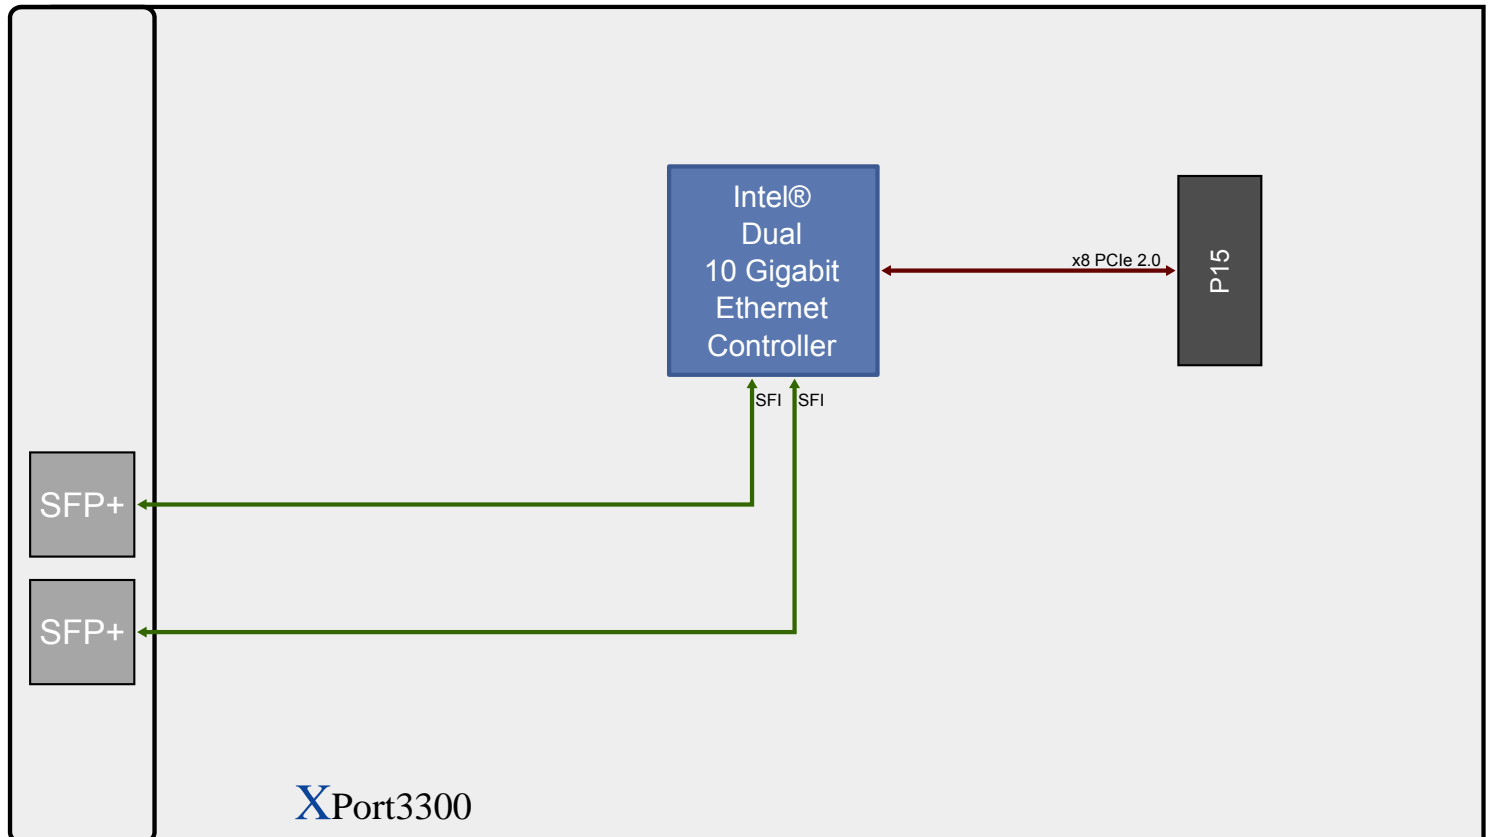 Intel®
Dual
10 Gigabit
Ethernet
Controller
x8 PCIe 2.0
P15
SFI
SFI
SFP+
SFP+
XPort3300